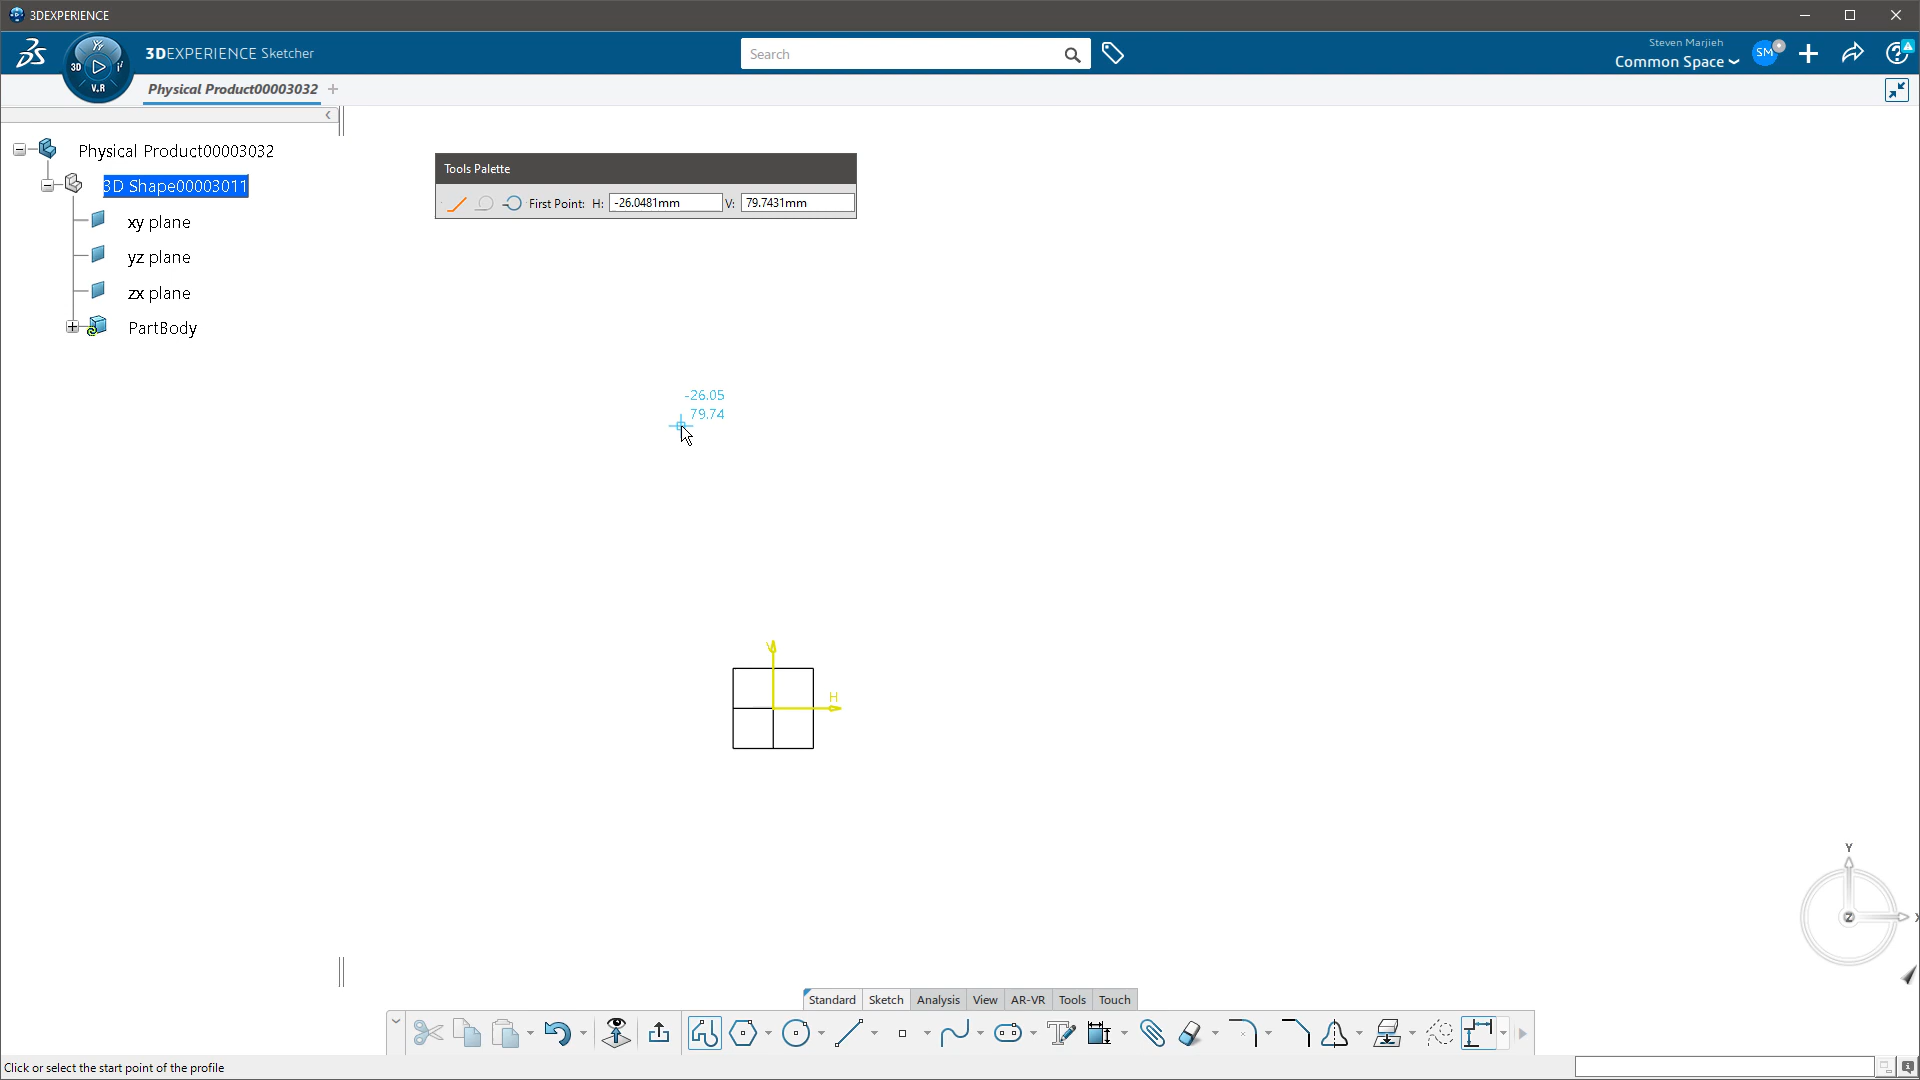 3DEXPERIENCE
3DEXPERIENCE Sketcher
3D
V.R
Search
Steven Marjieh
Common Space
SM
Physical Product00003032
Physical Product00003032
3D Shape00003011
xy plane
yz plane
zx plane
PartBody
Tools Palette
First Point: H: -26.0481mm V: 79.7431mm
-26.05
79.74
V
H
Y
Z
X
Standard Sketch Analysis View AR-VR Tools Touch
Click or select the start point of the profile